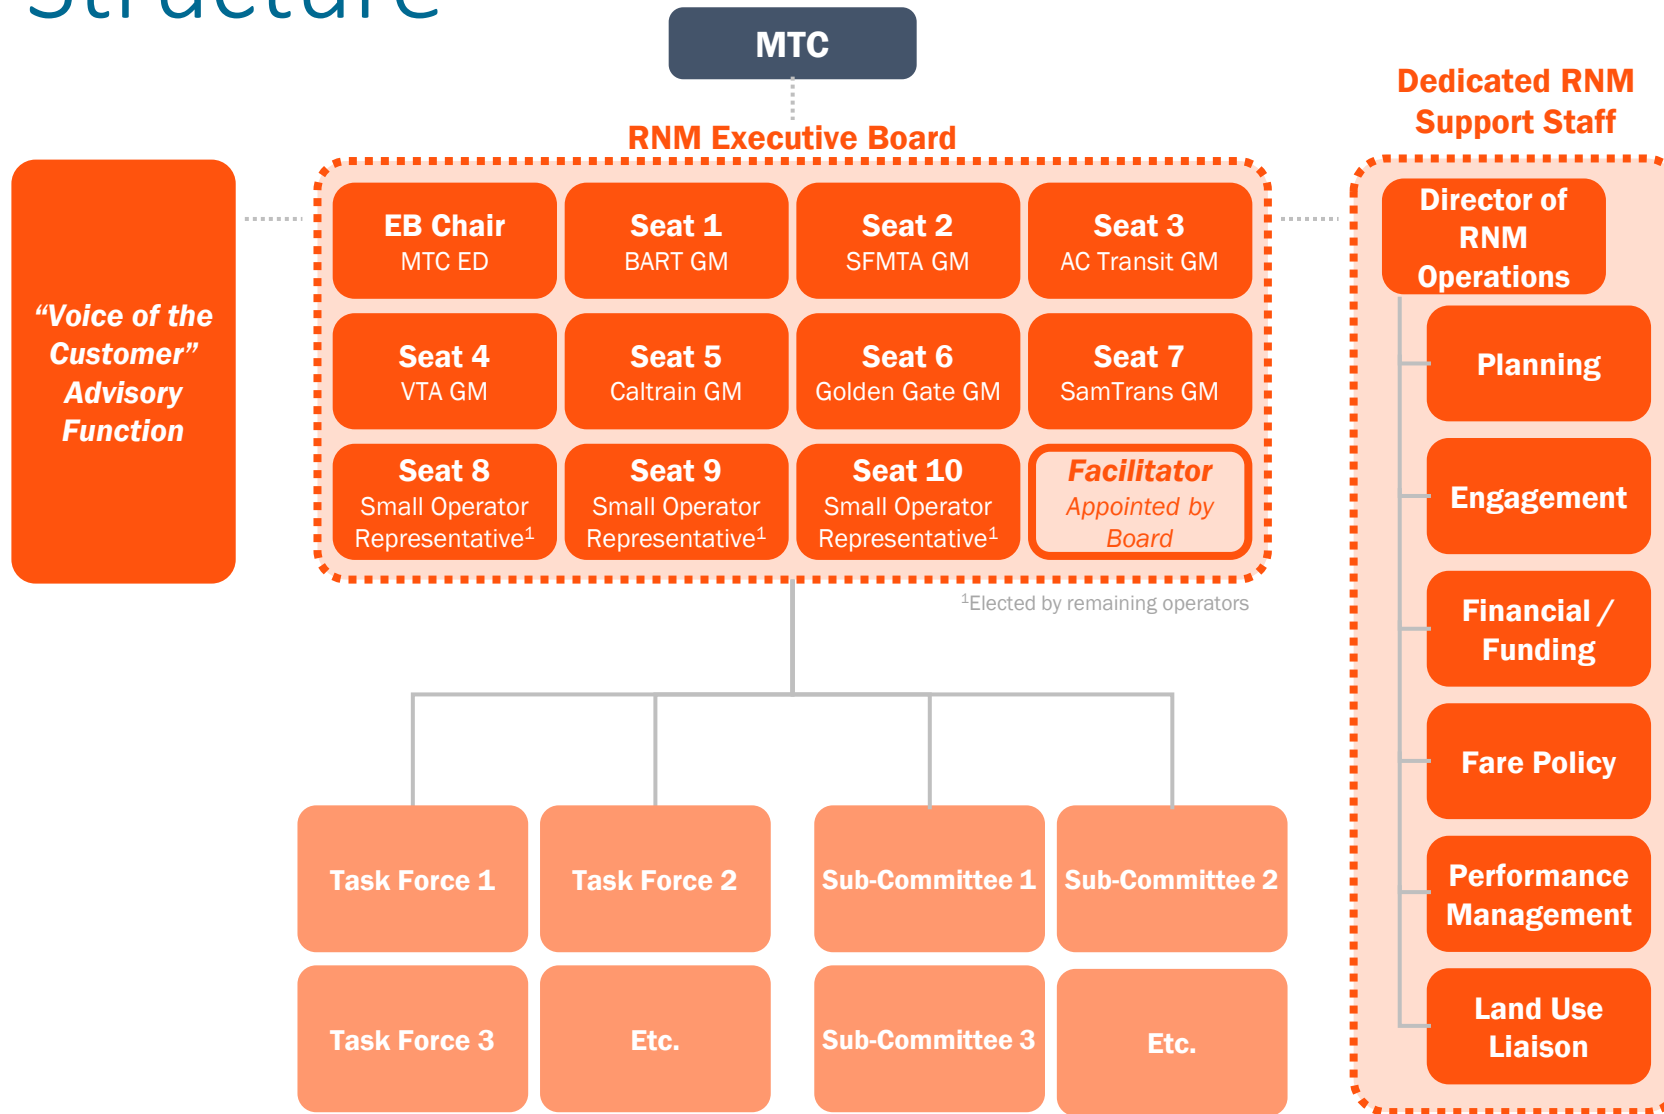 Structure
MTC
RNM Executive Board
Dedicated RNM
Support Staff
“Voice of the
Customer”
Advisory
Function
EB Chair
MTC ED
Seat 1
BART GM
Seat 2
SFMTA GM
Seat 3
AC Transit GM
Seat 4
VTA GM
Seat 5
Caltrain GM
Seat 6
Golden Gate GM
Seat 7
SamTrans GM
Seat 8
Small Operator
Representative¹
Seat 9
Small Operator
Representative¹
Seat 10
Small Operator
Representative¹
Facilitator
Appointed by
Board
¹Elected by remaining operators
Director of
RNM
Operations
Planning
Engagement
Financial /
Funding
Fare Policy
Performance
Management
Land Use
Liaison
Task Force 1
Task Force 2
Sub-Committee 1
Sub-Committee 2
Task Force 3
Etc.
Sub-Committee 3
Etc.